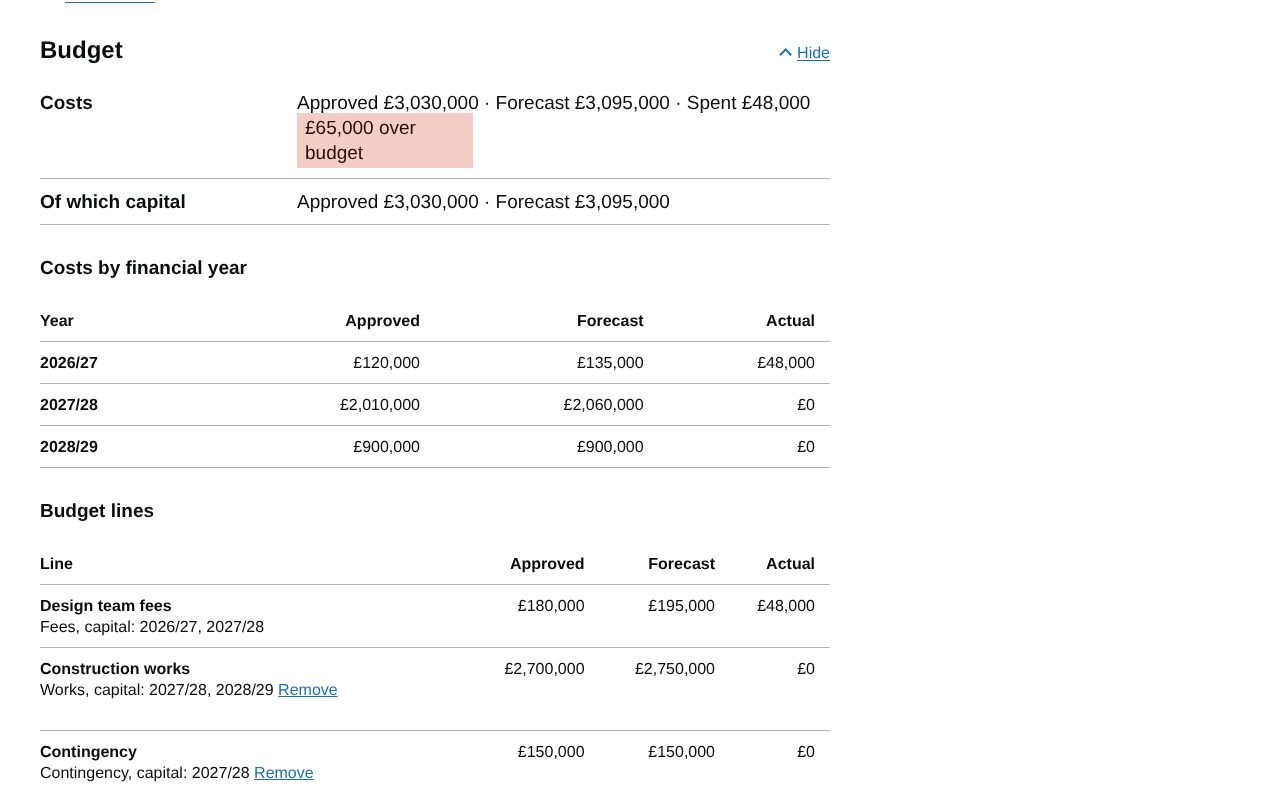 Budget
Hide
Costs
Approved £3,030,000 · Forecast £3,095,000 · Spent £48,000
£65,000 over
budget
Of which capital
Approved £3,030,000 · Forecast £3,095,000
Costs by financial year
Year Approved Forecast Actual
2026/27 £120,000 £135,000 £48,000
2027/28 £2,010,000 £2,060,000 £0
2028/29 £900,000 £900,000 £0
Budget lines
Line Approved Forecast Actual
Design team fees £180,000 £195,000 £48,000
Fees, capital: 2026/27, 2027/28
Construction works £2,700,000 £2,750,000 £0
Works, capital: 2027/28, 2028/29 Remove
Contingency £150,000 £150,000 £0
Contingency, capital: 2027/28 Remove